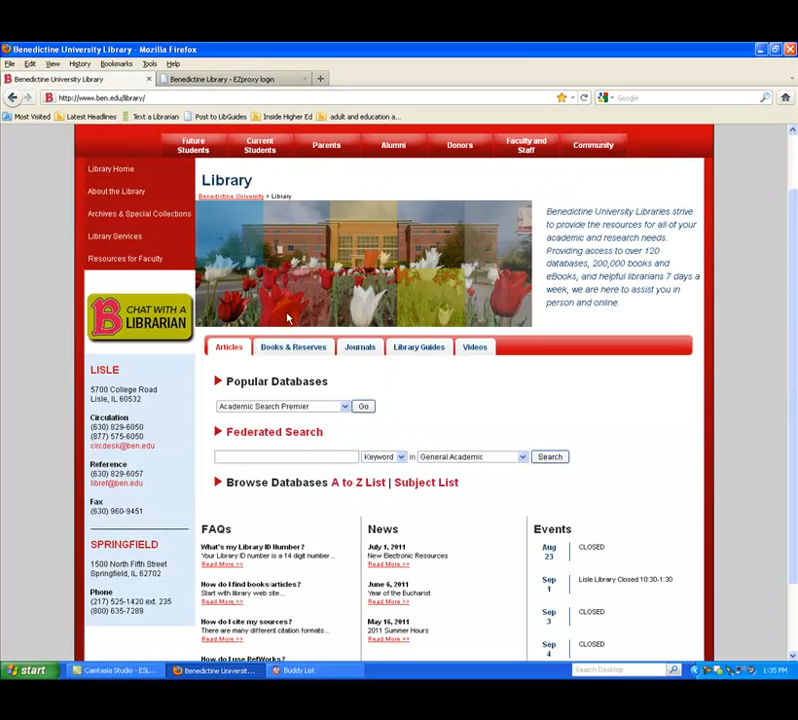 Benedictine University Library - Mozilla Firefox
File Edit View History Bookmarks Tools Help
Benedictine University Library
Benedictine Library - EZproxy login
http://www.ben.edu/library/
Google
Most Visited
Latest Headlines
Text a Librarian
Post to LibGuides
Inside Higher Ed
adult and education a...
Future Students
Current Students
Parents
Alumni
Donors
Faculty and Staff
Community
Library Home
About the Library
Archives & Special Collections
Library Services
Resources for Faculty
CHAT WITH A
LIBRARIAN
LISLE
5700 College Road
Lisle, IL 60532
Circulation
(630) 829-6050
(877) 575-6050
circdesk@ben.edu
Reference
(630) 829-6057
libref@ben.edu
Fax
(630) 960-9451
SPRINGFIELD
1500 North Fifth Street
Springfield, IL 62702
Phone
(217) 525-1420 ext. 235
(800) 635-7289
Library
Benedictine University > Library
Benedictine University Libraries strive
to provide the resources for all of your
academic and research needs.
Providing access to over 120
databases, 200,000 books and
eBooks, and helpful librarians 7 days a
week, we are here to assist you in
person and online.
Articles
Books & Reserves
Journals
Library Guides
Videos
Popular Databases
Academic Search Premier
Go
Federated Search
Keyword in General Academic
Search
Browse Databases A to Z List | Subject List
FAQs
What's my Library ID Number?
Your Library ID number is a 14 digit number...
Read More >>
How do I find books/articles?
Start with library web site...
Read More >>
How do I cite my sources?
There are many different citation formats...
Read More >>
How do I use RefWorks?
News
July 1, 2011
New Electronic Resources
Read More >>
June 6, 2011
Year of the Eucharist
Read More >>
May 16, 2011
2011 Summer Hours
Read More >>
Events
Aug 23 CLOSED
Sep 1 Lisle Library Closed 10:30-1:30
Sep 3 CLOSED
Sep 4 CLOSED
start
Camtasia Studio - ESL...
Benedictine Universit...
Buddy List
Search Desktop
1:35 PM